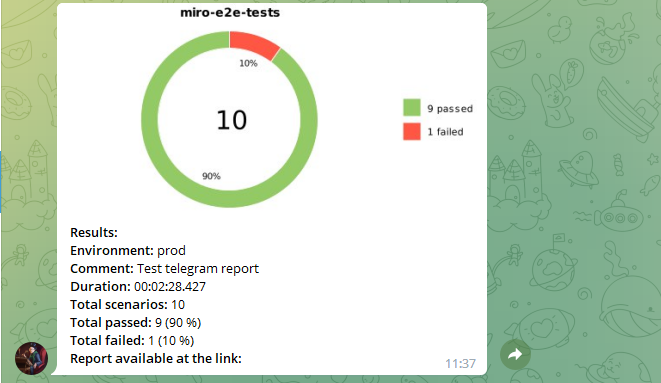 miro-e2e-tests
10%
10
90%
9 passed
1 failed
Results:
Environment: prod
Comment: Test telegram report
Duration: 00:02:28.427
Total scenarios: 10
Total passed: 9 (90 %)
Total failed: 1 (10 %)
Report available at the link:
11:37